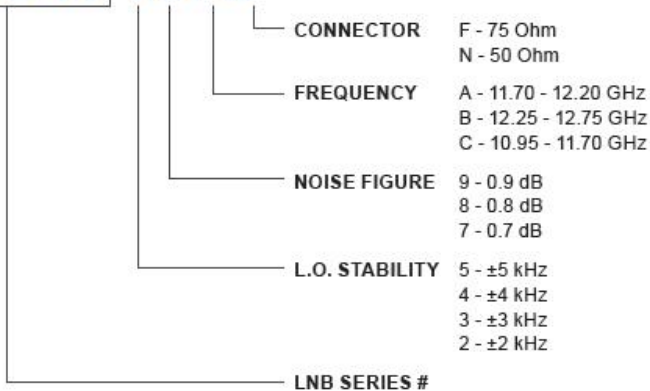 CONNECTOR F - 75 Ohm
N - 50 Ohm
FREQUENCY A - 11.70 - 12.20 GHz
B - 12.25 - 12.75 GHz
C - 10.95 - 11.70 GHz
NOISE FIGURE 9 - 0.9 dB
8 - 0.8 dB
7 - 0.7 dB
L.O. STABILITY 5 - ±5 kHz
4 - ±4 kHz
3 - ±3 kHz
2 - ±2 kHz
LNB SERIES #